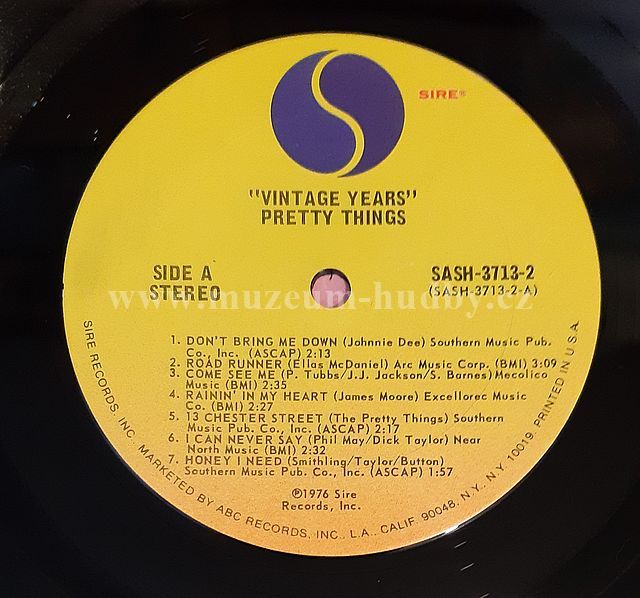 SIRE®
"VINTAGE YEARS"
PRETTY THINGS
SIDE A
STEREO
SASH-3713-2
(SASH-3713-2-A)
www.muzeum-hudby.cz
1. DON'T BRING ME DOWN (Johnnie Dee) Southern Music Pub.
Co., Inc. (ASCAP) 2:13
2. ROAD RUNNER (Ellas McDaniel) Arc Music Corp. (BMI) 3:09
3. COME SEE ME (P. Tubbs/J.J. Jackson/S. Barnes) Mecolico
Music (BMI) 2:35
4. RAININ' IN MY HEART (James Moore) Excellorec Music
Co. (BMI) 2:27
5. 13 CHESTER STREET (The Pretty Things) Southern
Music Pub. Co., Inc. (ASCAP) 2:17
6. I CAN NEVER SAY (Phil May/Dick Taylor) Near
North Music (BMI) 2:32
7. HONEY I NEED (Smithling/Taylor/Button)
Southern Music Pub. Co., Inc. (ASCAP) 1:57
℗1976 Sire
Records, Inc.
SIRE RECORDS, INC. MARKETED BY ABC RECORDS, INC., L.A., CALIF. 90048, N.Y., N.Y. 10019. PRINTED IN U.S.A.